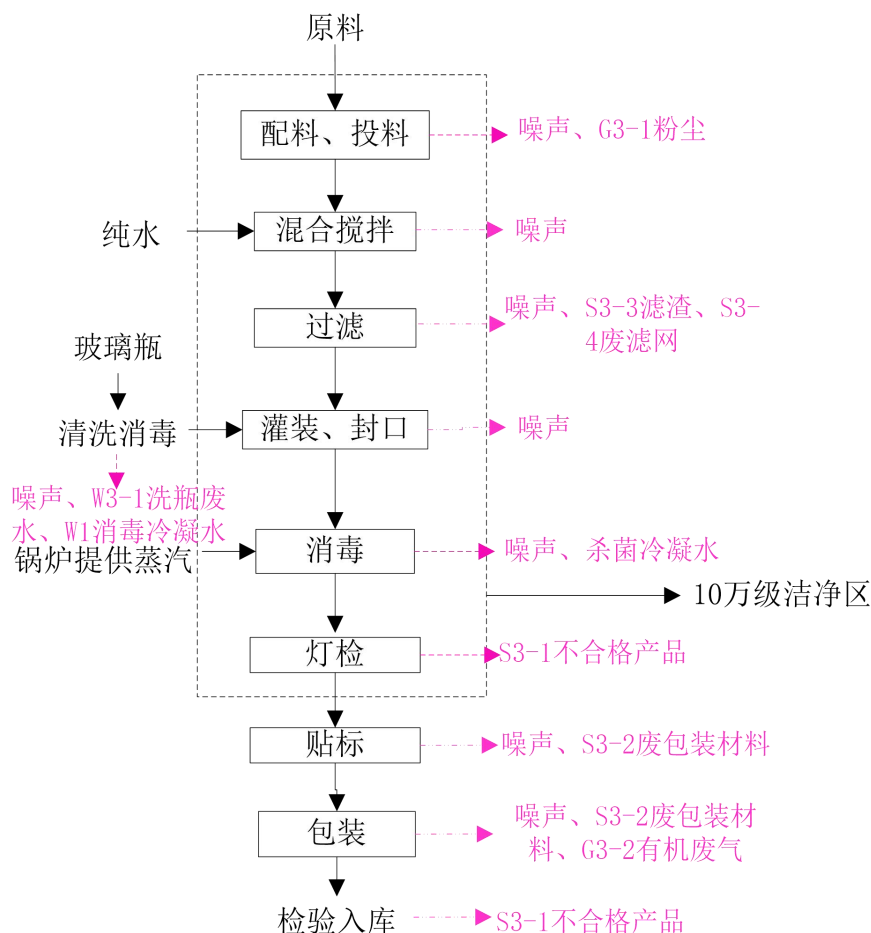 原料
配料、投料
噪声、G3-1粉尘
纯水
混合搅拌
噪声
过滤
噪声、S3-3滤渣、S3-
4废滤网
玻璃瓶
清洗消毒
灌装、封口
噪声
噪声、W3-1洗瓶废
水、W1消毒冷凝水
锅炉提供蒸汽
消毒
噪声、杀菌冷凝水
10万级洁净区
灯检
S3-1不合格产品
贴标
噪声、S3-2废包装材料
包装
噪声、S3-2废包装材
料、G3-2有机废气
检验入库
S3-1不合格产品